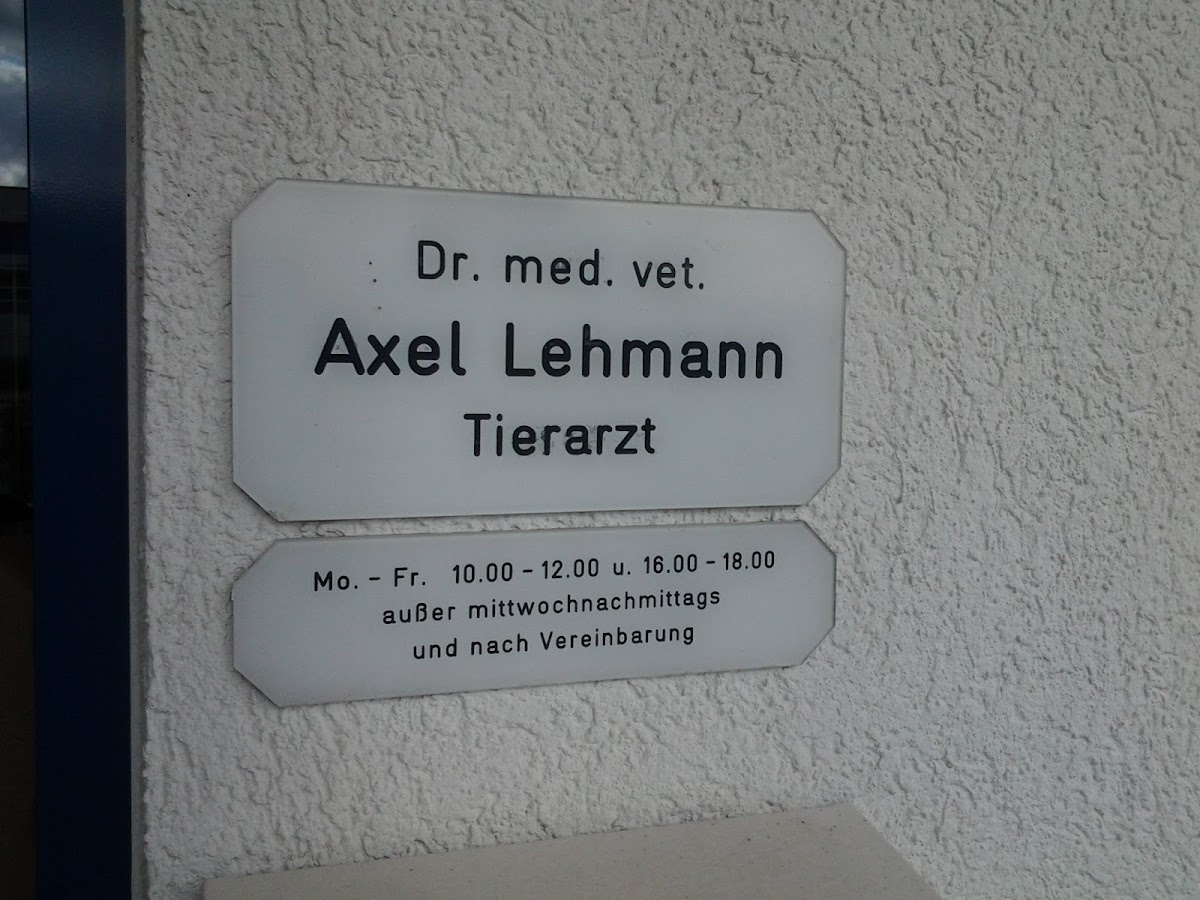 Dr. med. vet.
Axel Lehmann
Tierarzt
Mo. – Fr. 10.00 – 12.00 u. 16.00 – 18.00
außer mittwochnachmittags
und nach Vereinbarung